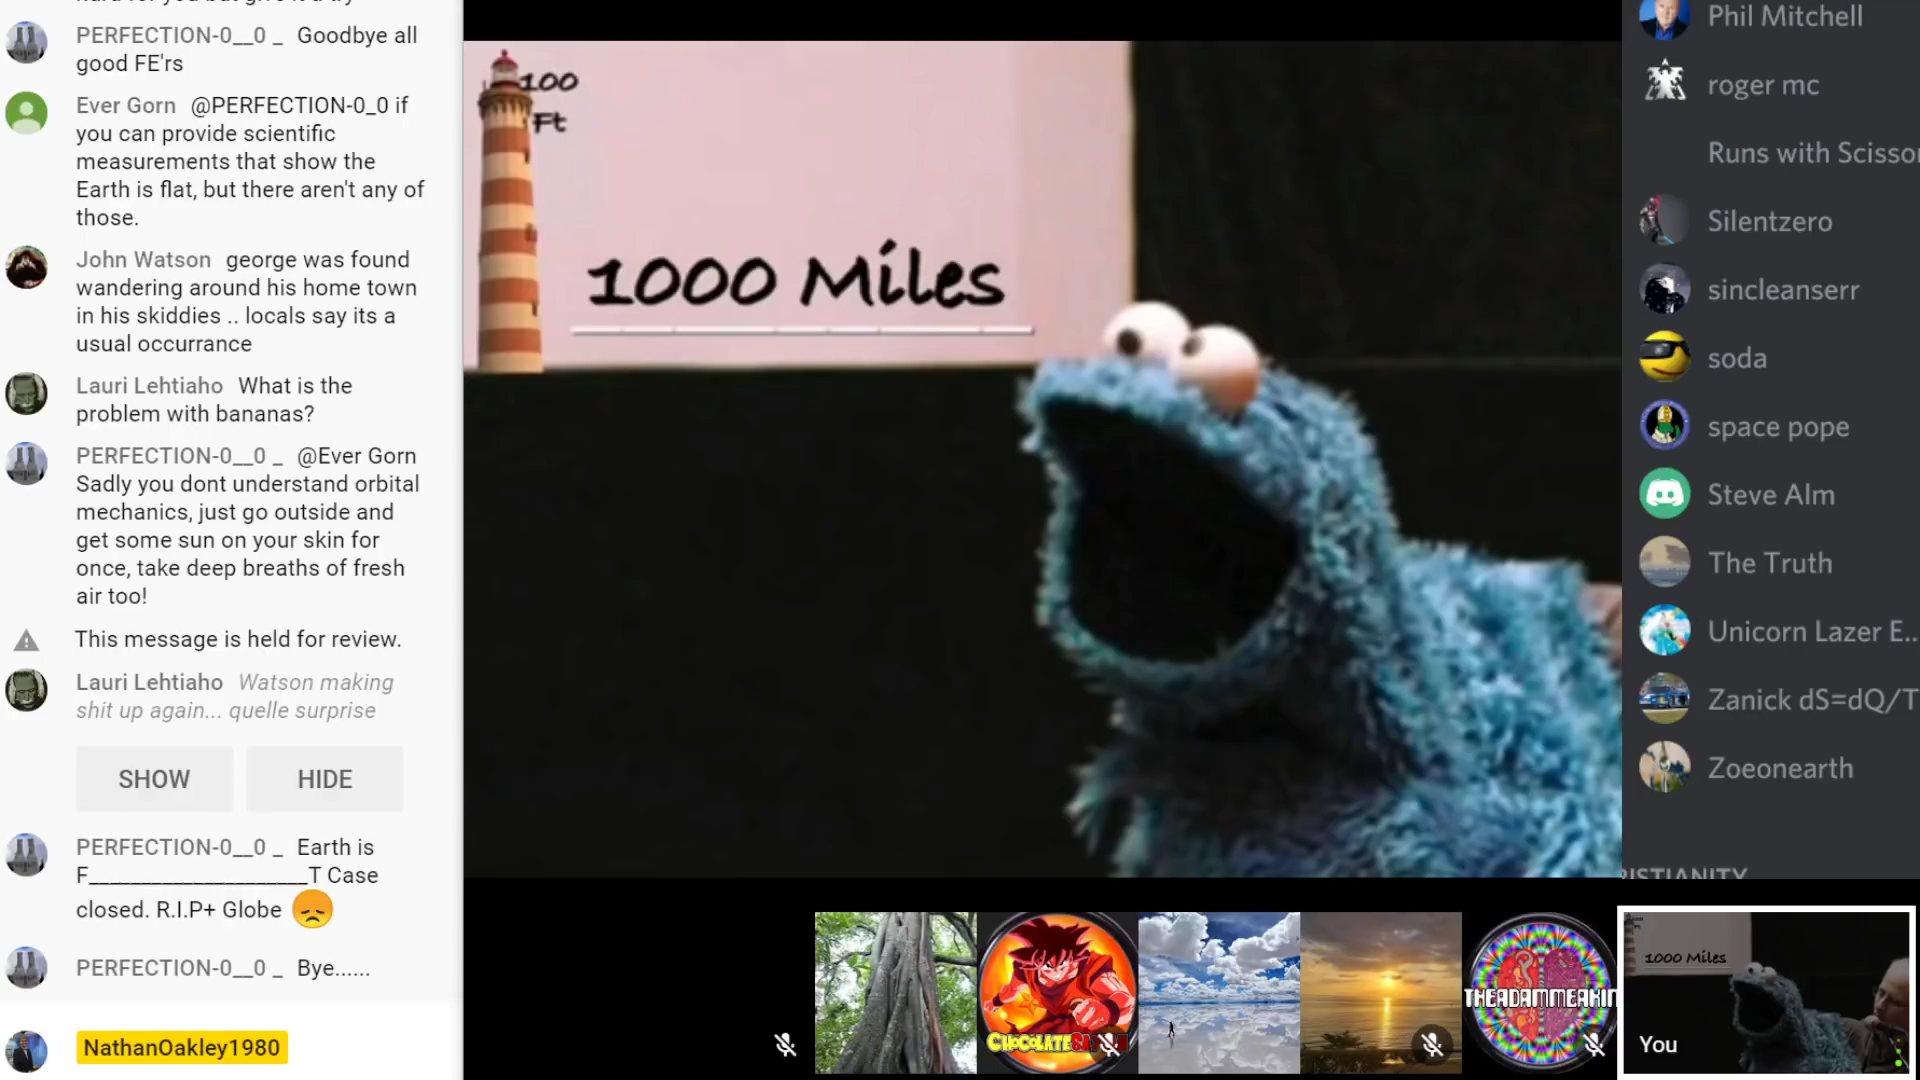 PERFECTION-0__0 _ Goodbye all
good FE'rs
Ever Gorn @PERFECTION-0_0 if
you can provide scientific
measurements that show the
Earth is flat, but there aren't any of
those.
John Watson george was found
wandering around his home town
in his skiddies .. locals say its a
usual occurrance
Lauri Lehtiaho What is the
problem with bananas?
PERFECTION-0__0 _ @Ever Gorn
Sadly you dont understand orbital
mechanics, just go outside and
get some sun on your skin for
once, take deep breaths of fresh
air too!
This message is held for review.
Lauri Lehtiaho Watson making
shit up again... quelle surprise
SHOW HIDE
PERFECTION-0__0 _ Earth is
F____________________T Case
closed. R.I.P+ Globe
PERFECTION-0__0 _ Bye......
NathanOakley1980
100
Ft
1000 Miles
Phil Mitchell
roger mc
Runs with Scissor
Silentzero
sincleanserr
soda
space pope
Steve Alm
The Truth
Unicorn Lazer E..
Zanick dS=dQ/T
Zoeonearth
THEADAMMEAKIN
1000 Miles
You